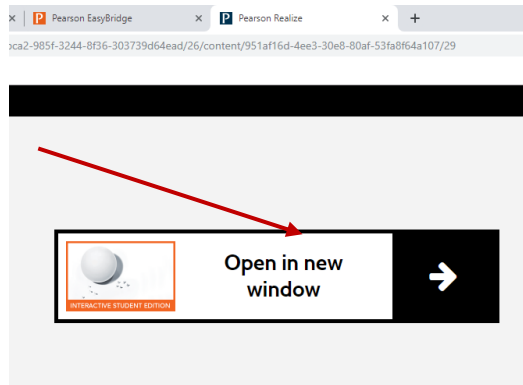 Pearson EasyBridge Pearson Realize
oca2-985f-3244-8f36-303739d64ead/26/content/951af16d-4ee3-30e8-80af-53fa8f64a107/29
Open in new
window
INTERACTIVE STUDENT EDITION